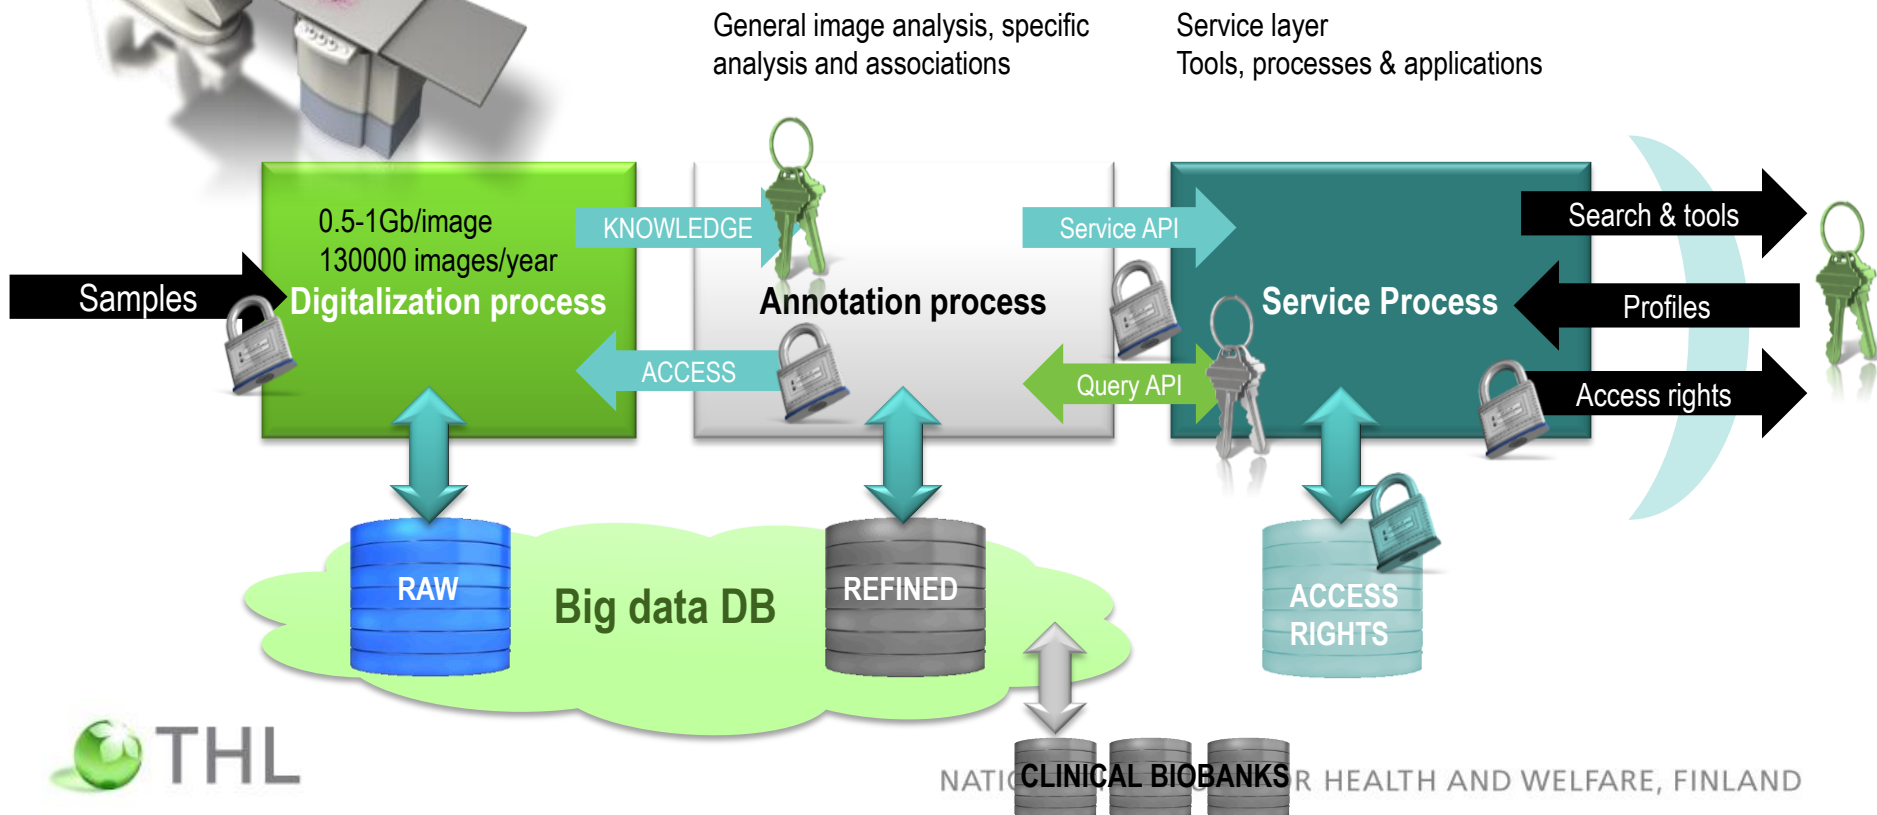 General image analysis, specific
analysis and associations
Service layer
Tools, processes & applications
0.5-1Gb/image
130000 images/year
Samples
Digitalization process
KNOWLEDGE
ACCESS
Annotation process
Service API
Query API
Service Process
Search & tools
Profiles
Access rights
RAW
Big data DB
REFINED
ACCESS
RIGHTS
THL
CLINICAL BIOBANKS
HEALTH AND WELFARE, FINLAND